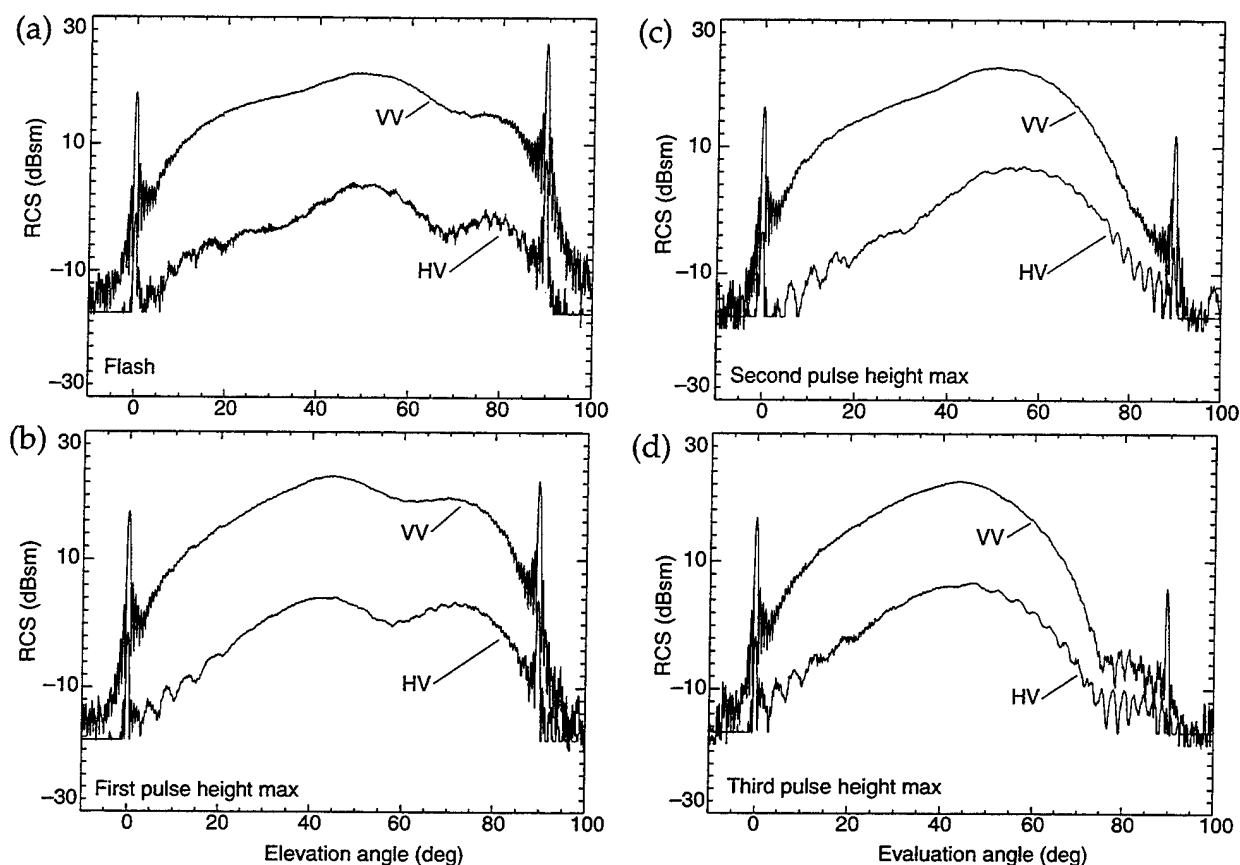 (a)
30
10
−10
−30
RCS (dBsm)
VV
HV
Flash
0 20 40 60 80 100
(c)
30
10
−10
−30
RCS (dBsm)
VV
HV
Second pulse height max
0 20 40 60 80 100
(b)
30
10
−10
−30
RCS (dBsm)
VV
HV
First pulse height max
0 20 40 60 80 100
Elevation angle (deg)
(d)
30
10
−10
−30
RCS (dBsm)
VV
HV
Third pulse height max
0 20 40 60 80 100
Evaluation angle (deg)